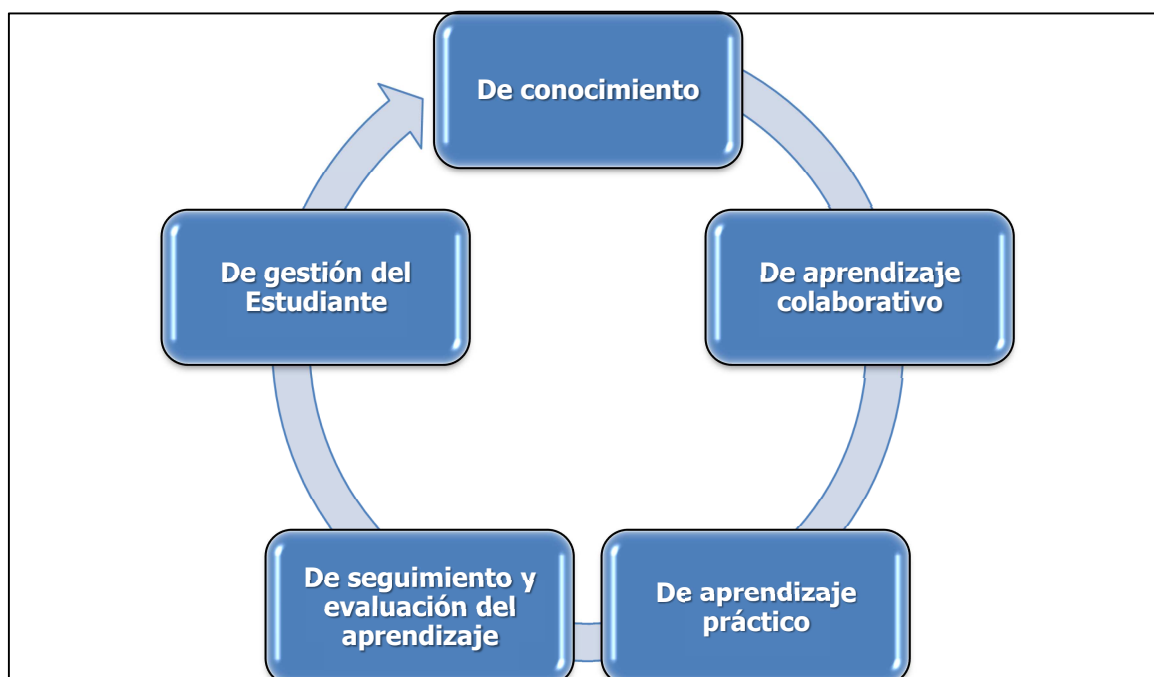 De conocimiento
De aprendizaje
colaborativo
De aprendizaje
práctico
De seguimiento y
evaluación del
aprendizaje
De gestión del
Estudiante